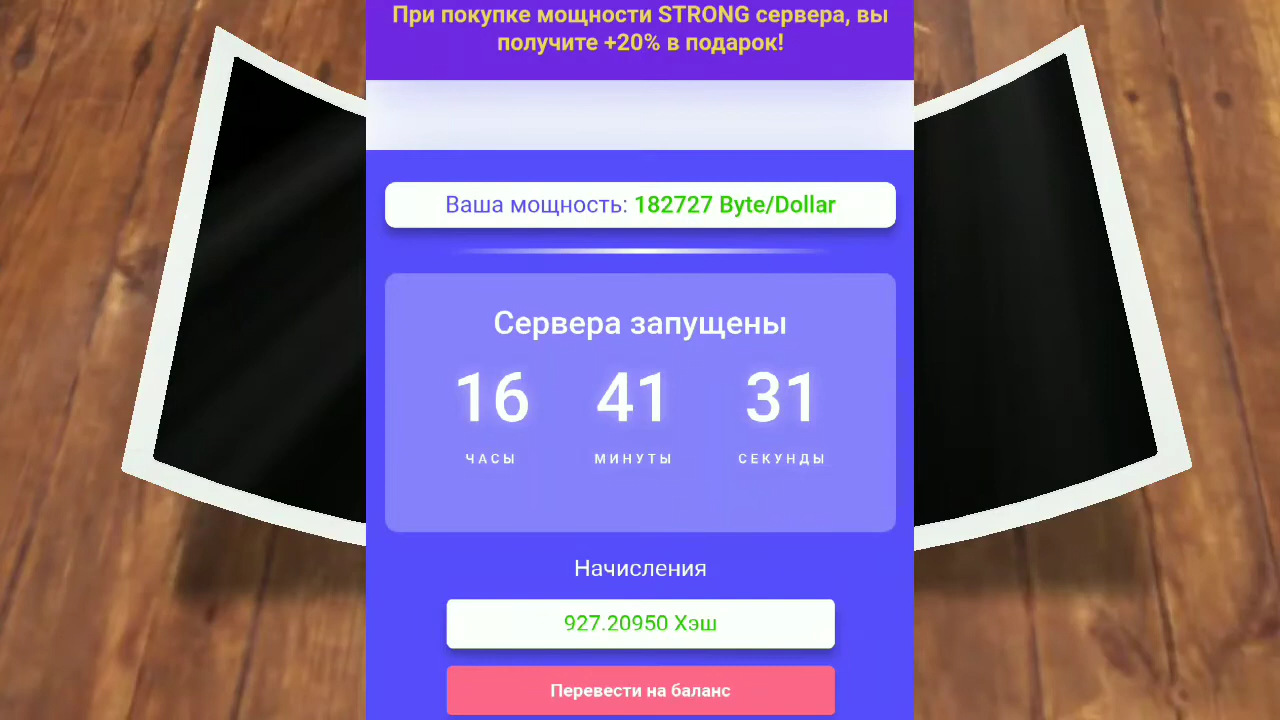 При покупке мощности STRONG сервера, вы
получите +20% в подарок!
Ваша мощность: 182727 Byte/Dollar
Сервера запущены
16 41 31
ЧАСЫ МИНУТЫ СЕКУНДЫ
Начисления
927.20950 Хэш
Перевести на баланс